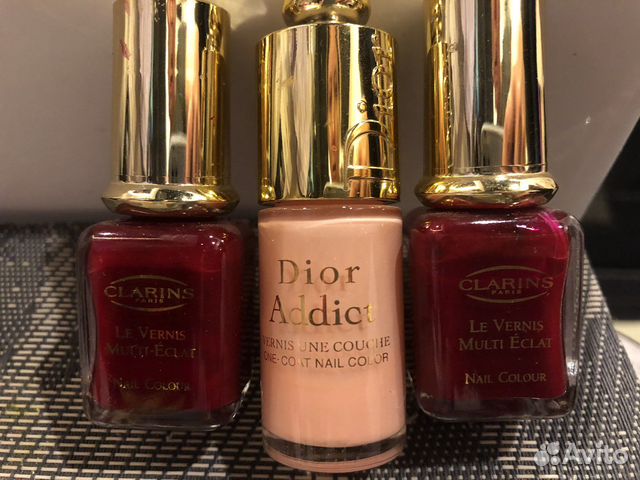 CLARINS
PARIS
LE VERNIS
MULTI-ÉCLAT
NAIL COLOUR
Dior
Addict
VERNIS UNE COUCHE
ONE-COAT NAIL COLOR
CLARINS
PARIS
LE VERNIS
MULTI ÉCLAT
NAIL COLOUR
Avito